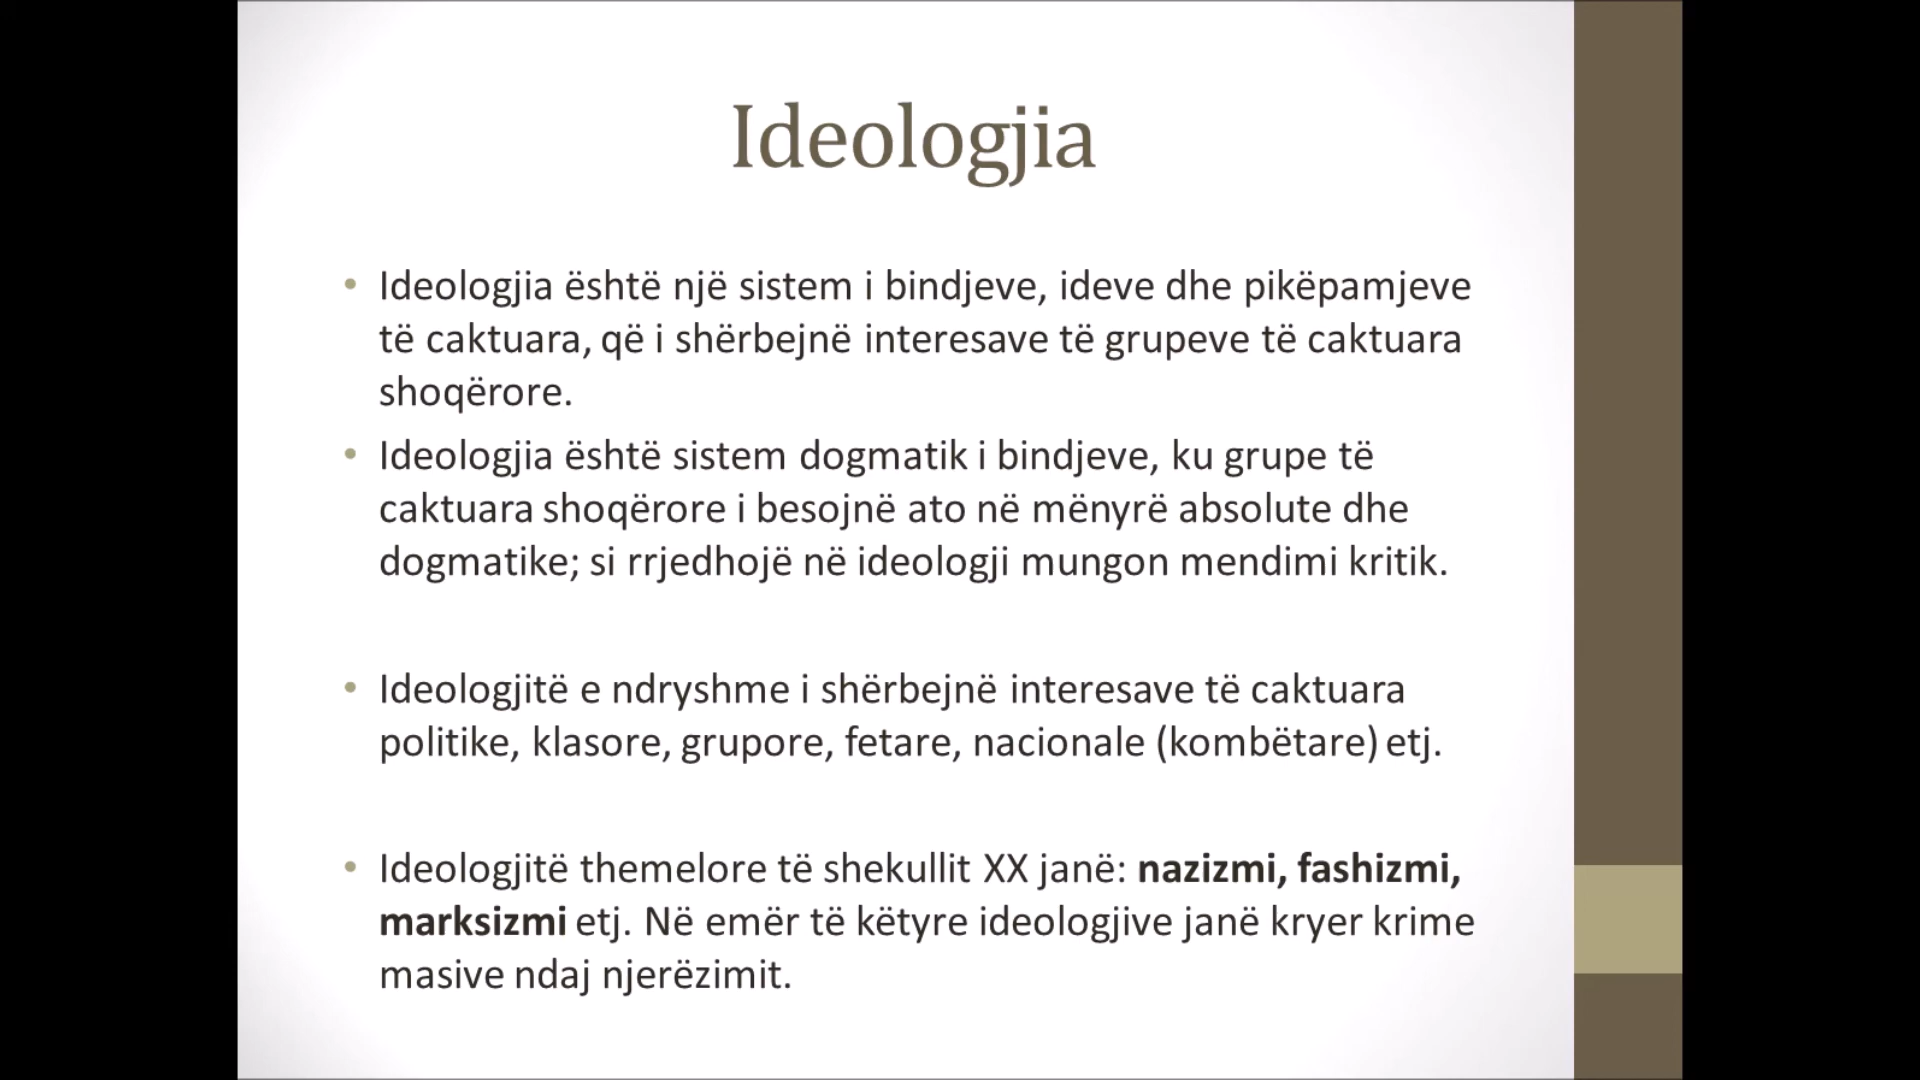 Ideologjia
• Ideologjia është një sistem i bindjeve, ideve dhe pikëpamjeve
të caktuara, që i shërbejnë interesave të grupeve të caktuara
shoqërore.
• Ideologjia është sistem dogmatik i bindjeve, ku grupe të
caktuara shoqërore i besojnë ato në mënyrë absolute dhe
dogmatike; si rrjedhojë në ideologji mungon mendimi kritik.
• Ideologjitë e ndryshme i shërbejnë interesave të caktuara
politike, klasore, grupore, fetare, nacionale (kombëtare) etj.
• Ideologjitë themelore të shekullit XX janë: nazizmi, fashizmi,
marksizmi etj. Në emër të këtyre ideologjive janë kryer krime
masive ndaj njerëzimit.